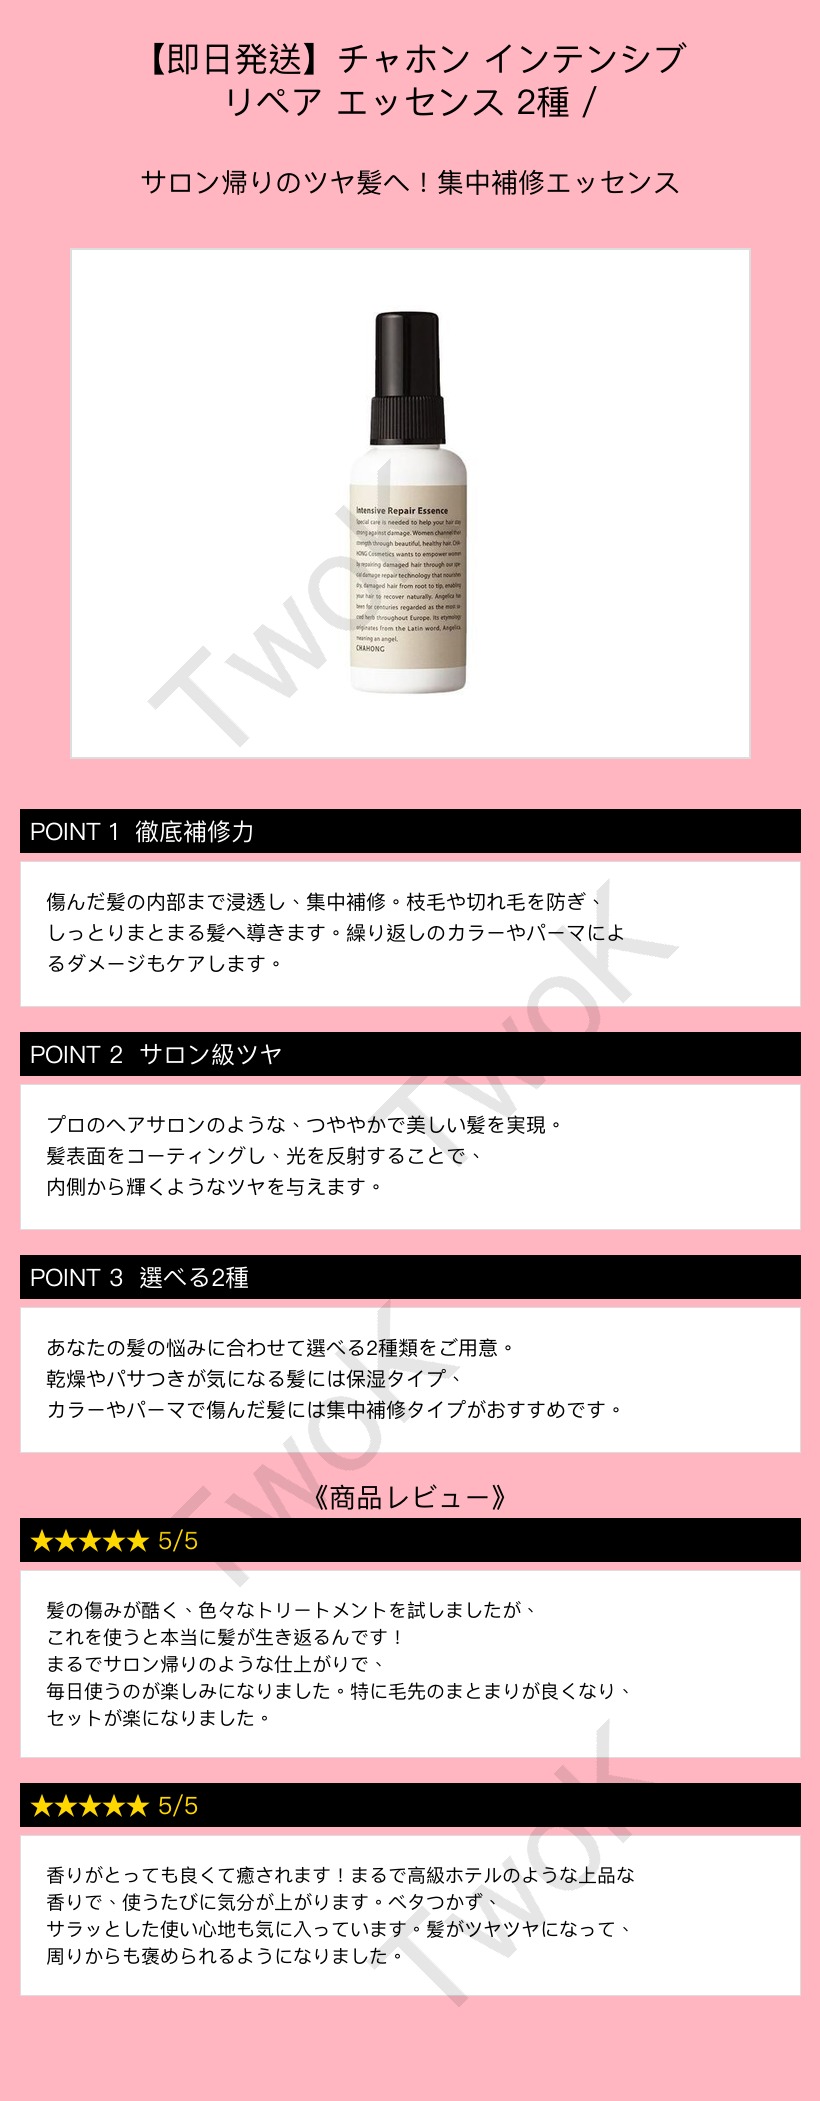 【即日発送】チャホン インテンシブ
リペア エッセンス 2種 /
サロン帰りのツヤ髪へ！集中補修エッセンス
Intensive Repair Essence
Special care is needed to help your hair stay
strong against damage. Women channel their
strength through beautiful, healthy hair. CHA-
HONG Cosmetics wants to empower women
by repairing damaged hair through our spe-
cial damage repair technology that nourishes
dry, damaged hair from root to tip, enabling
your hair to recover naturally. Angelica has
been for centuries regarded as the most sa-
cred herb throughout Europe. Its etymology
originates from the Latin word, Angelica,
meaning an angel.
CHAHONG
TwoK
POINT 1 徹底補修力
傷んだ髪の内部まで浸透し、集中補修。枝毛や切れ毛を防ぎ、
しっとりまとまる髪へ導きます。繰り返しのカラーやパーマによ
るダメージもケアします。
TwoK
POINT 2 サロン級ツヤ
プロのヘアサロンのような、つややかで美しい髪を実現。
髪表面をコーティングし、光を反射することで、
内側から輝くようなツヤを与えます。
POINT 3 選べる2種
あなたの髪の悩みに合わせて選べる2種類をご用意。
乾燥やパサつきが気になる髪には保湿タイプ、
カラーやパーマで傷んだ髪には集中補修タイプがおすすめです。
TwoK
《商品レビュー》
★★★★★ 5/5
髪の傷みが酷く、色々なトリートメントを試しましたが、
これを使うと本当に髪が生き返るんです！
まるでサロン帰りのような仕上がりで、
毎日使うのが楽しみになりました。特に毛先のまとまりが良くなり、
セットが楽になりました。
★★★★★ 5/5
香りがとっても良くて癒されます！まるで高級ホテルのような上品な
香りで、使うたびに気分が上がります。ベタつかず、
サラッとした使い心地も気に入っています。髪がツヤツヤになって、
周りからも褒められるようになりました。
TwoK